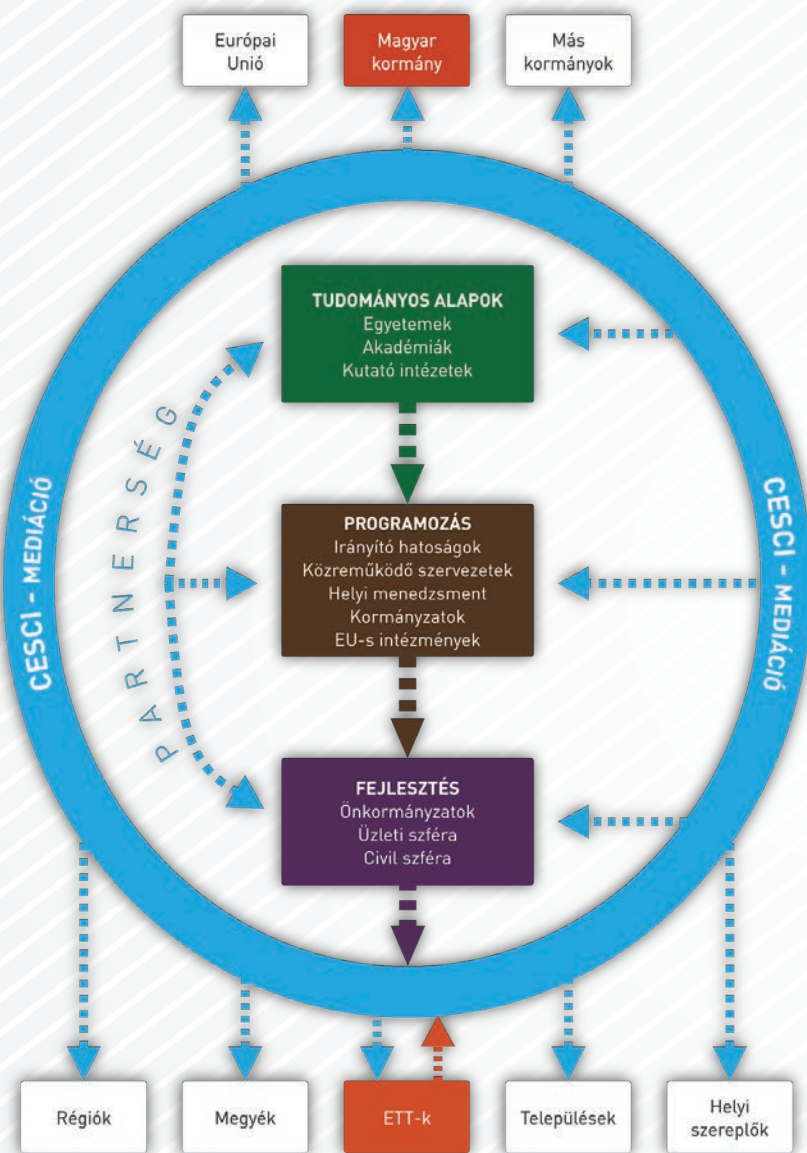 Európai
Unió
Magyar
kormány
Más
kormányok
TUDOMÁNYOS ALAPOK
Egyetemek
Akadémiák
Kutató intézetek
PARTNERSÉG
CESCI - MEDIÁCIÓ
CESCI - MEDIÁCIÓ
PROGRAMOZÁS
Irányító hatóságok
Közreműködő szervezetek
Helyi menedzsment
Kormányzatok
EU-s intézmények
FEJLESZTÉS
Önkormányzatok
Üzleti szféra
Civil szféra
Régiók
Megyék
ETT-k
Települések
Helyi
szereplők